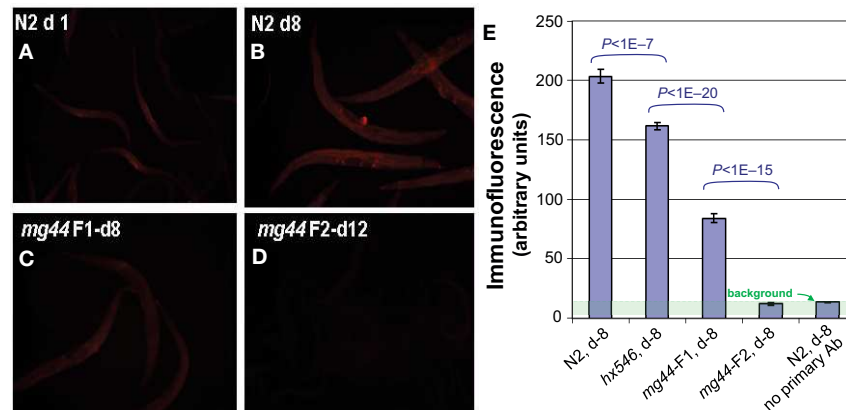 N2 d 1
A
N2 d8
B
mg44 F1-d8
C
mg44 F2-d12
D
E
Immunofluorescence
(arbitrary units)
250
200
150
100
50
0
P<1E–7
P<1E–20
P<1E–15
background
N2, d-8
hx546, d-8
mg44-F1, d-8
mg44-F2, d-8
N2, d-8
no primary Ab